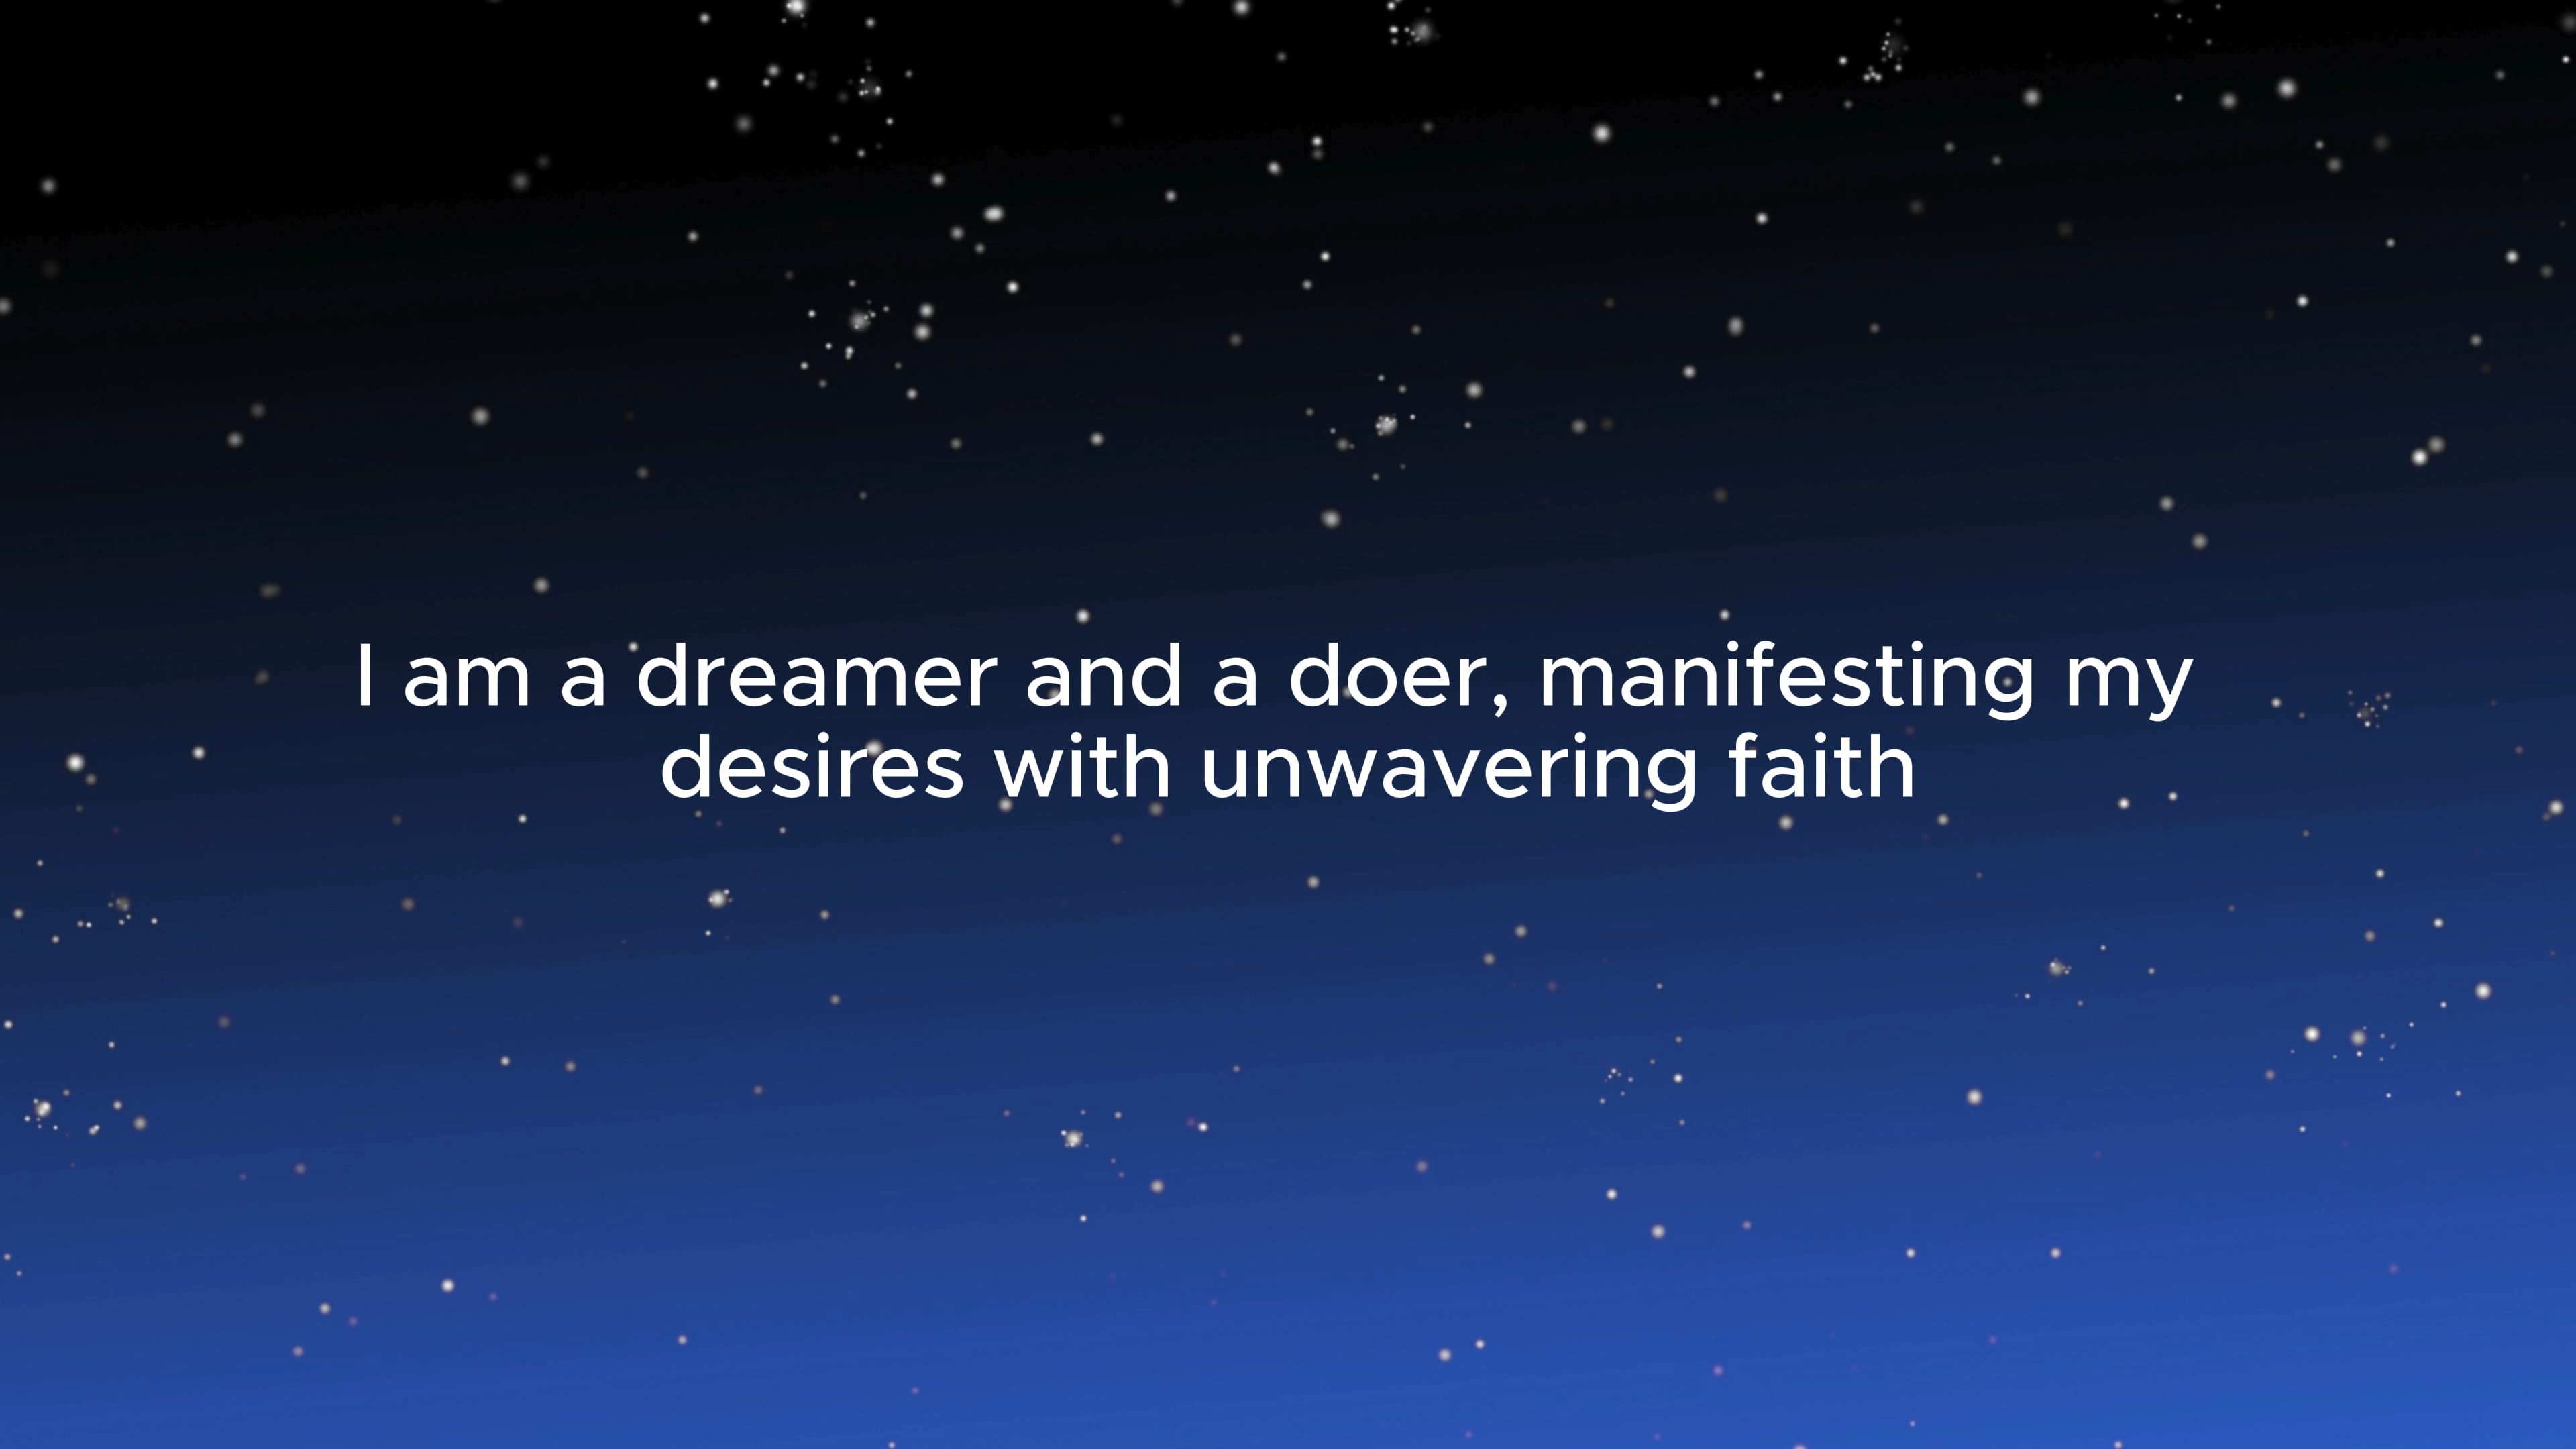 I am a dreamer and a doer, manifesting my
desires with unwavering faith